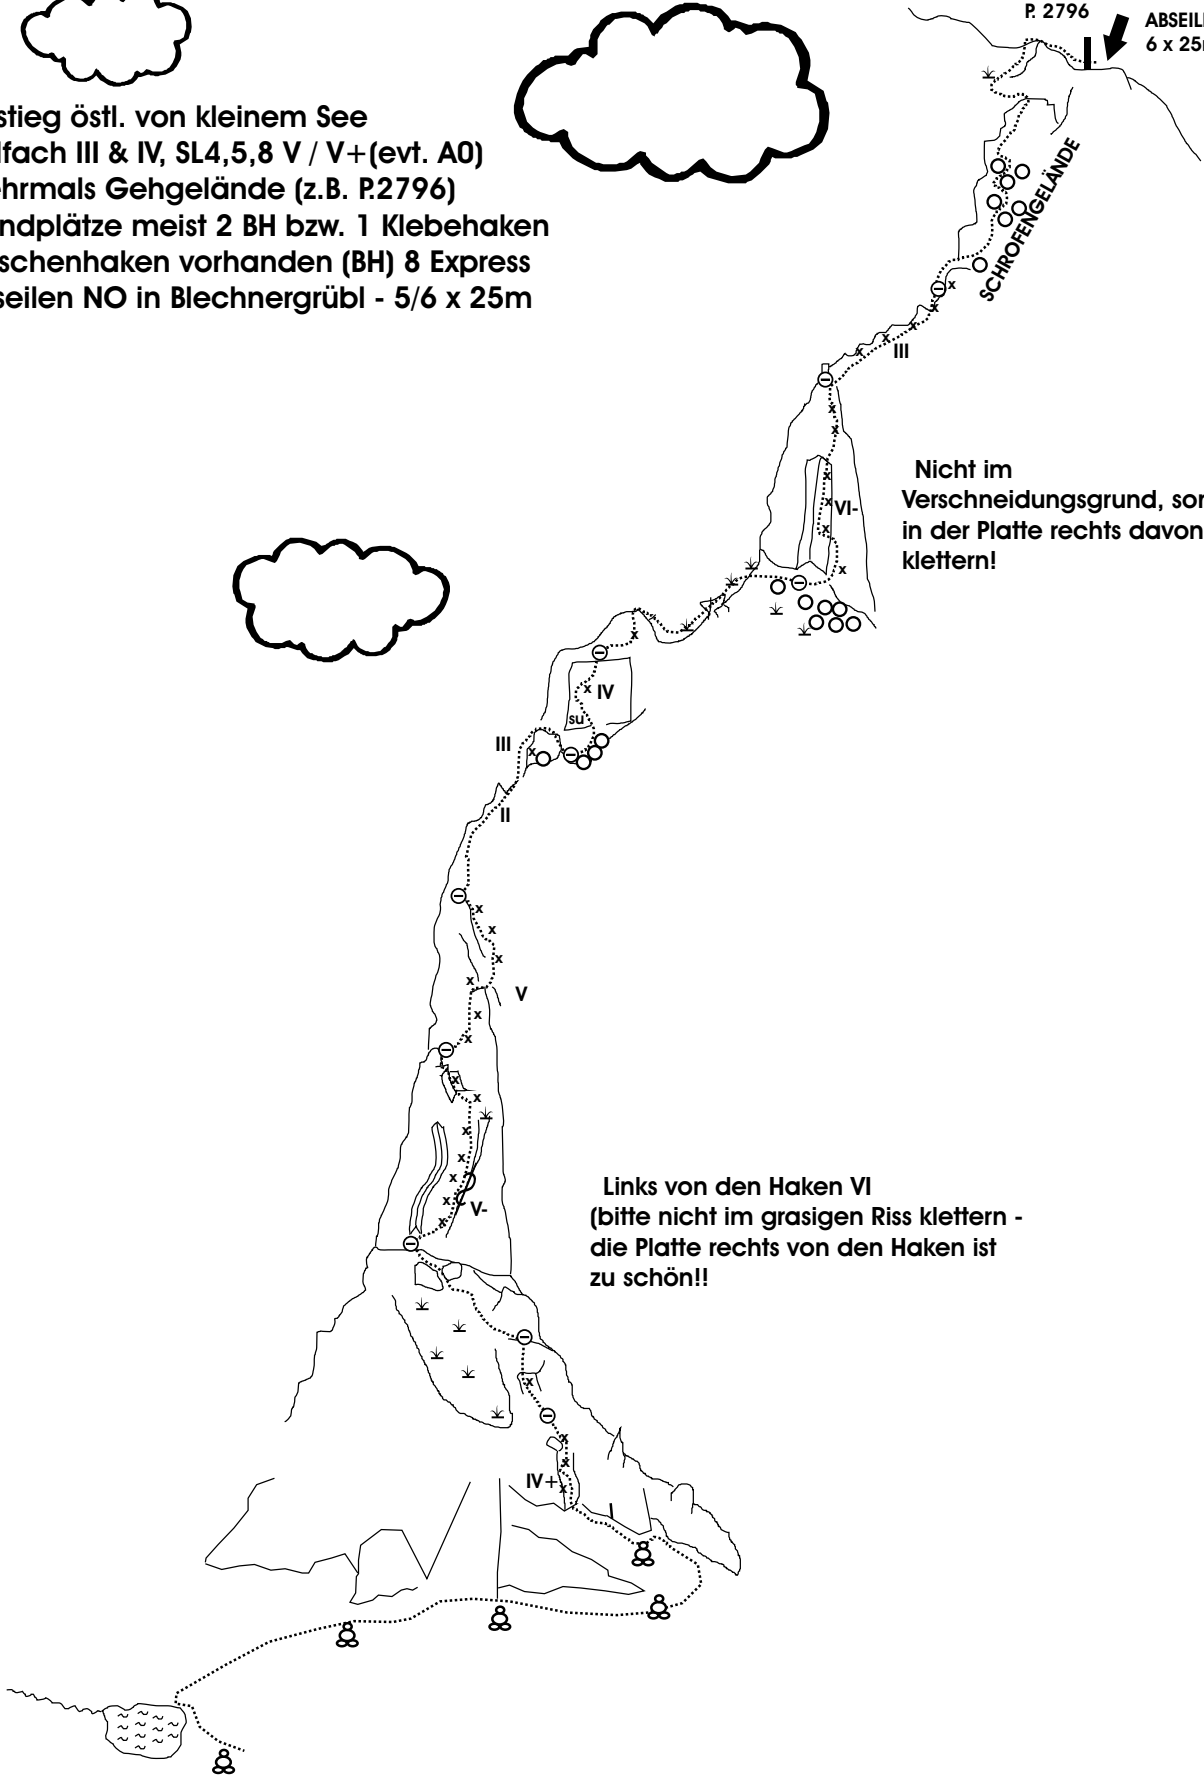 P. 2796
ABSEIL
6 x 25
stieg östl. von kleinem See
lfach III & IV, SL4,5,8 V / V+(evt. A0)
ehrmals Gehgelände (z.B. P.2796)
ndplätze meist 2 BH bzw. 1 Klebehaken
schenhaken vorhanden (BH) 8 Express
seilen NO in Blechnergrübl - 5/6 x 25m
SCHROFENGELÄNDE
III
Nicht im
Verschneidungsgrund, son
in der Platte rechts davon
klettern!
VI-
IV
su
III
II
V
Links von den Haken VI
(bitte nicht im grasigen Riss klettern -
die Platte rechts von den Haken ist
zu schön!!
V-
IV+
I